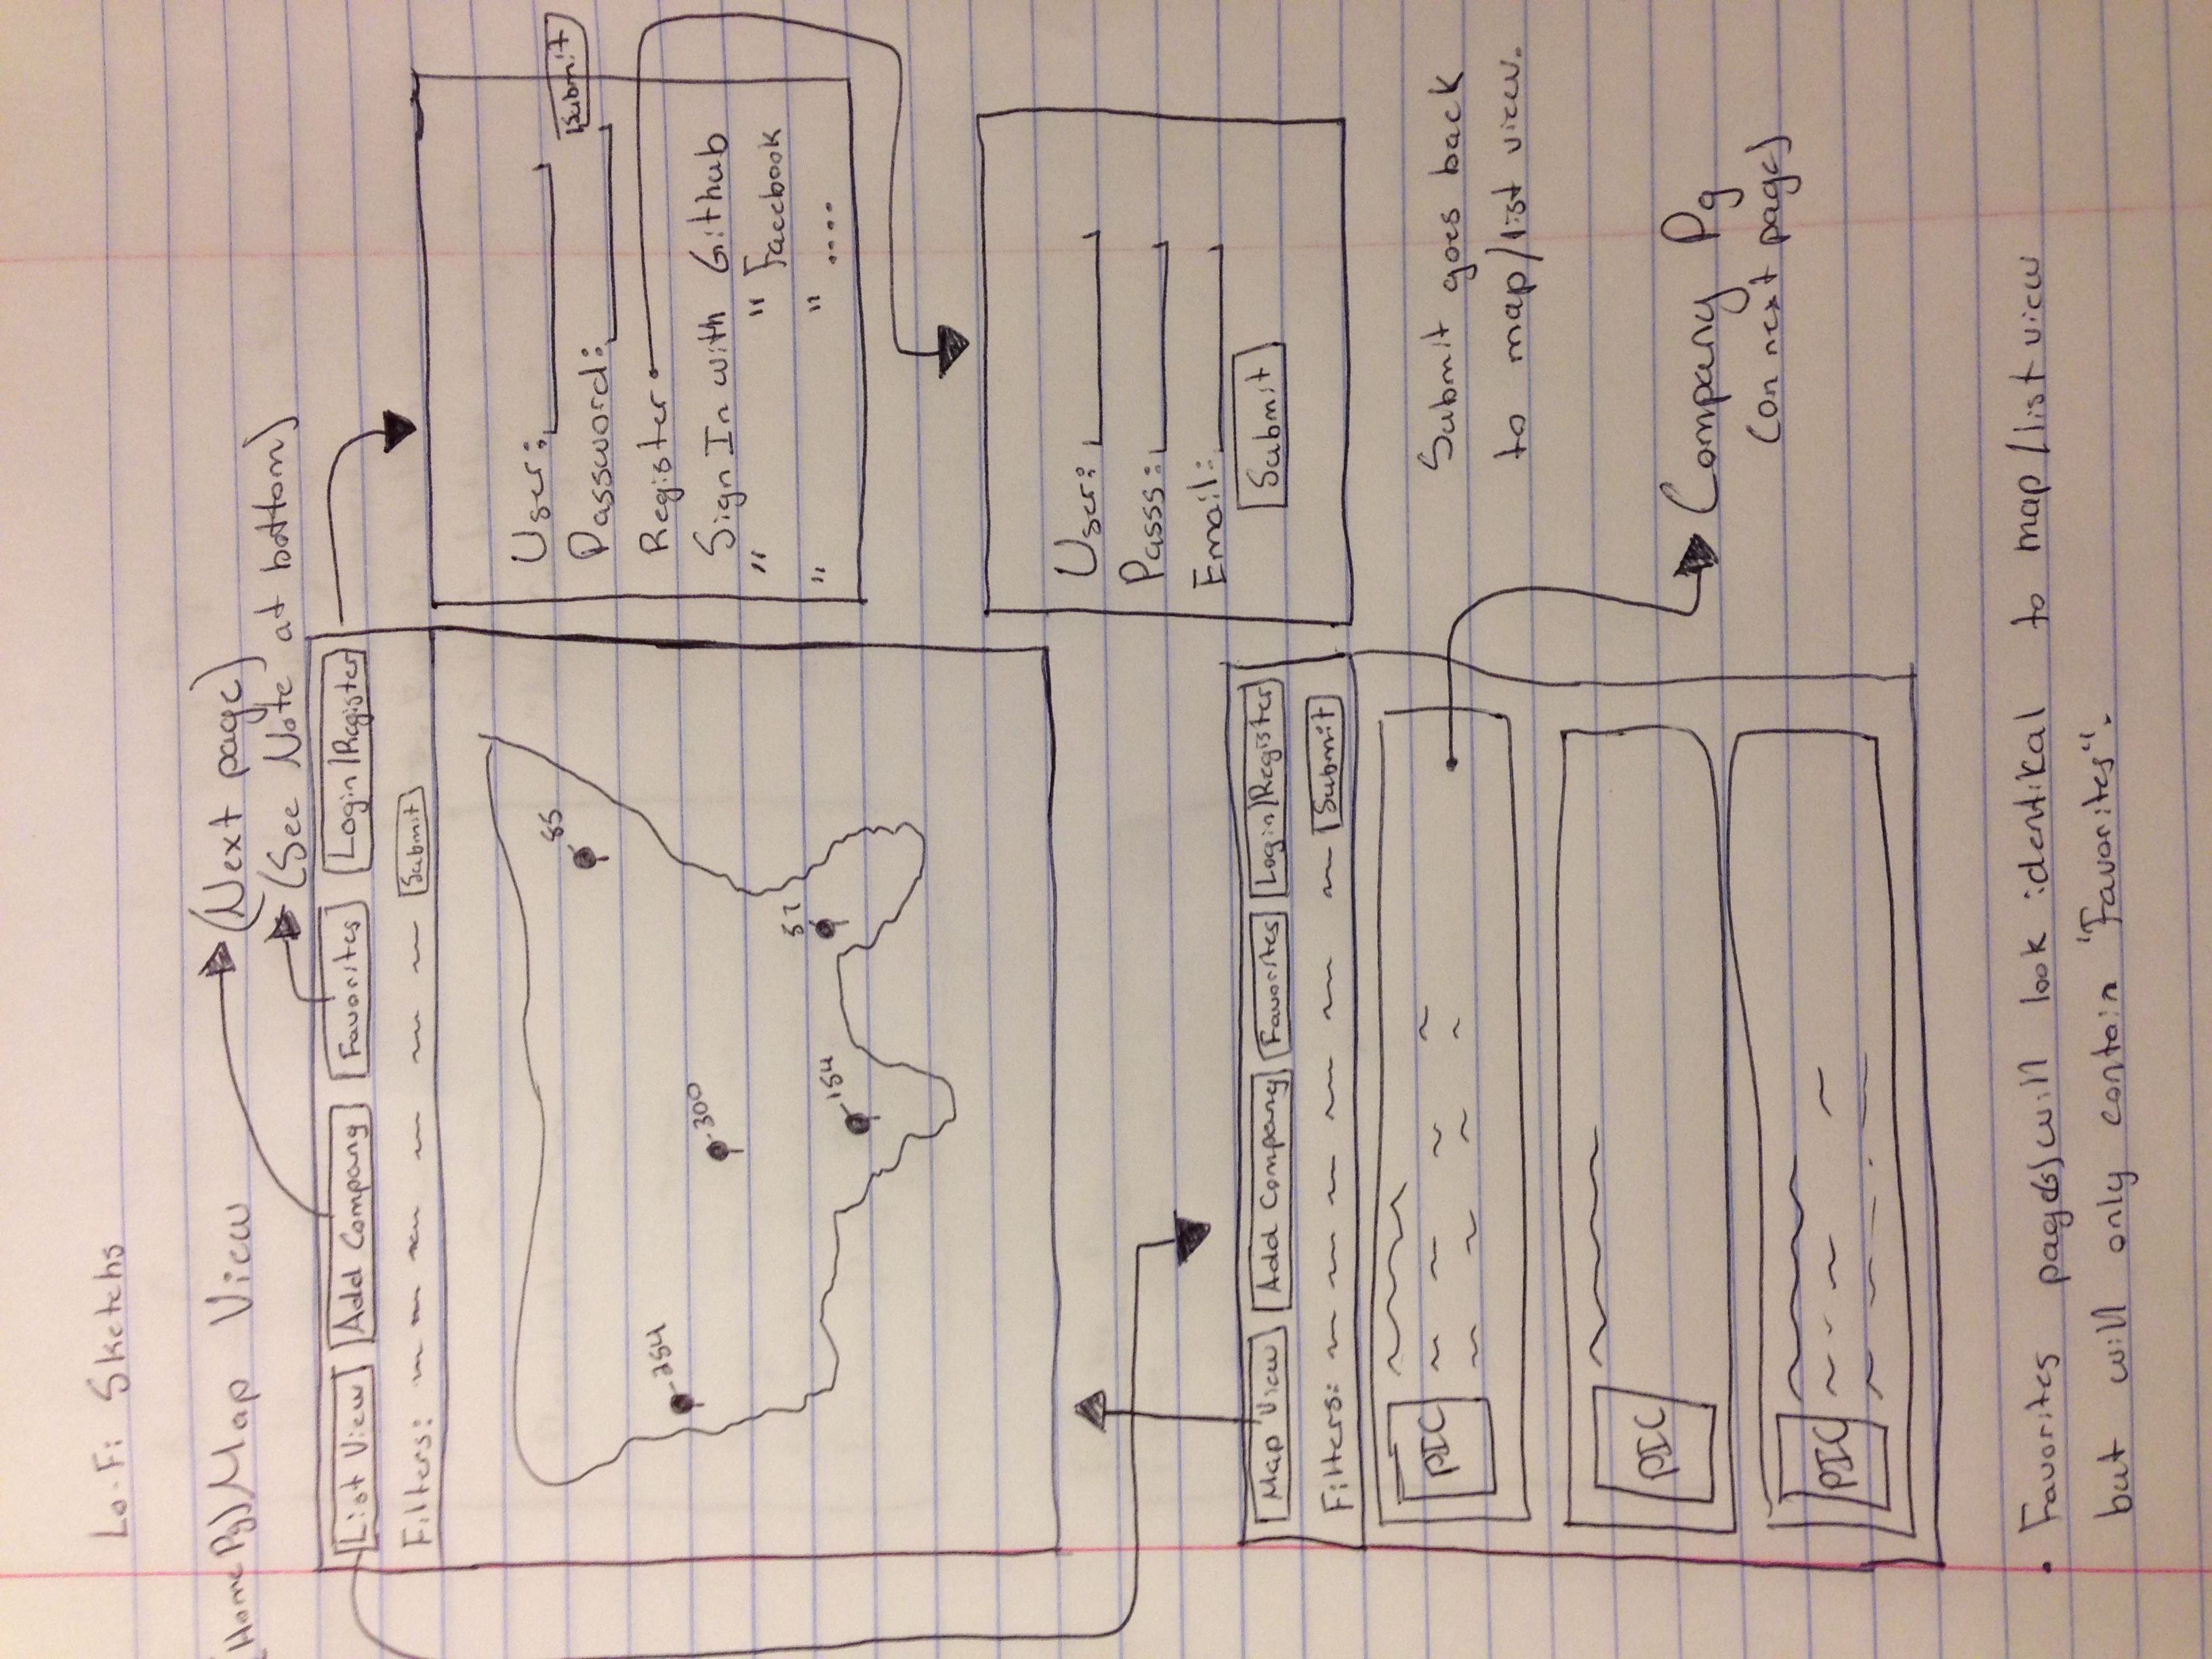 Lo-Fi Sketchs
(Home Pg) Map View
(Next page)
(See Note at bottom)
List View Add Company Favorites Login/Register
Filters: Submit
85
254
300
57
154
User:
Password: Submit
Register
Sign In with Github
" " Facebook
" " ....
User:
Passs:
Email:
Submit
Map View Add Company Favorites Login/Register
Filters: Submit
PIC
PIC
PIC
Submit goes back
to map/list view.
Company Pg
(on next page)
• Favorites page(s) will look identikal to map/list view
but will only contain "Favorites".